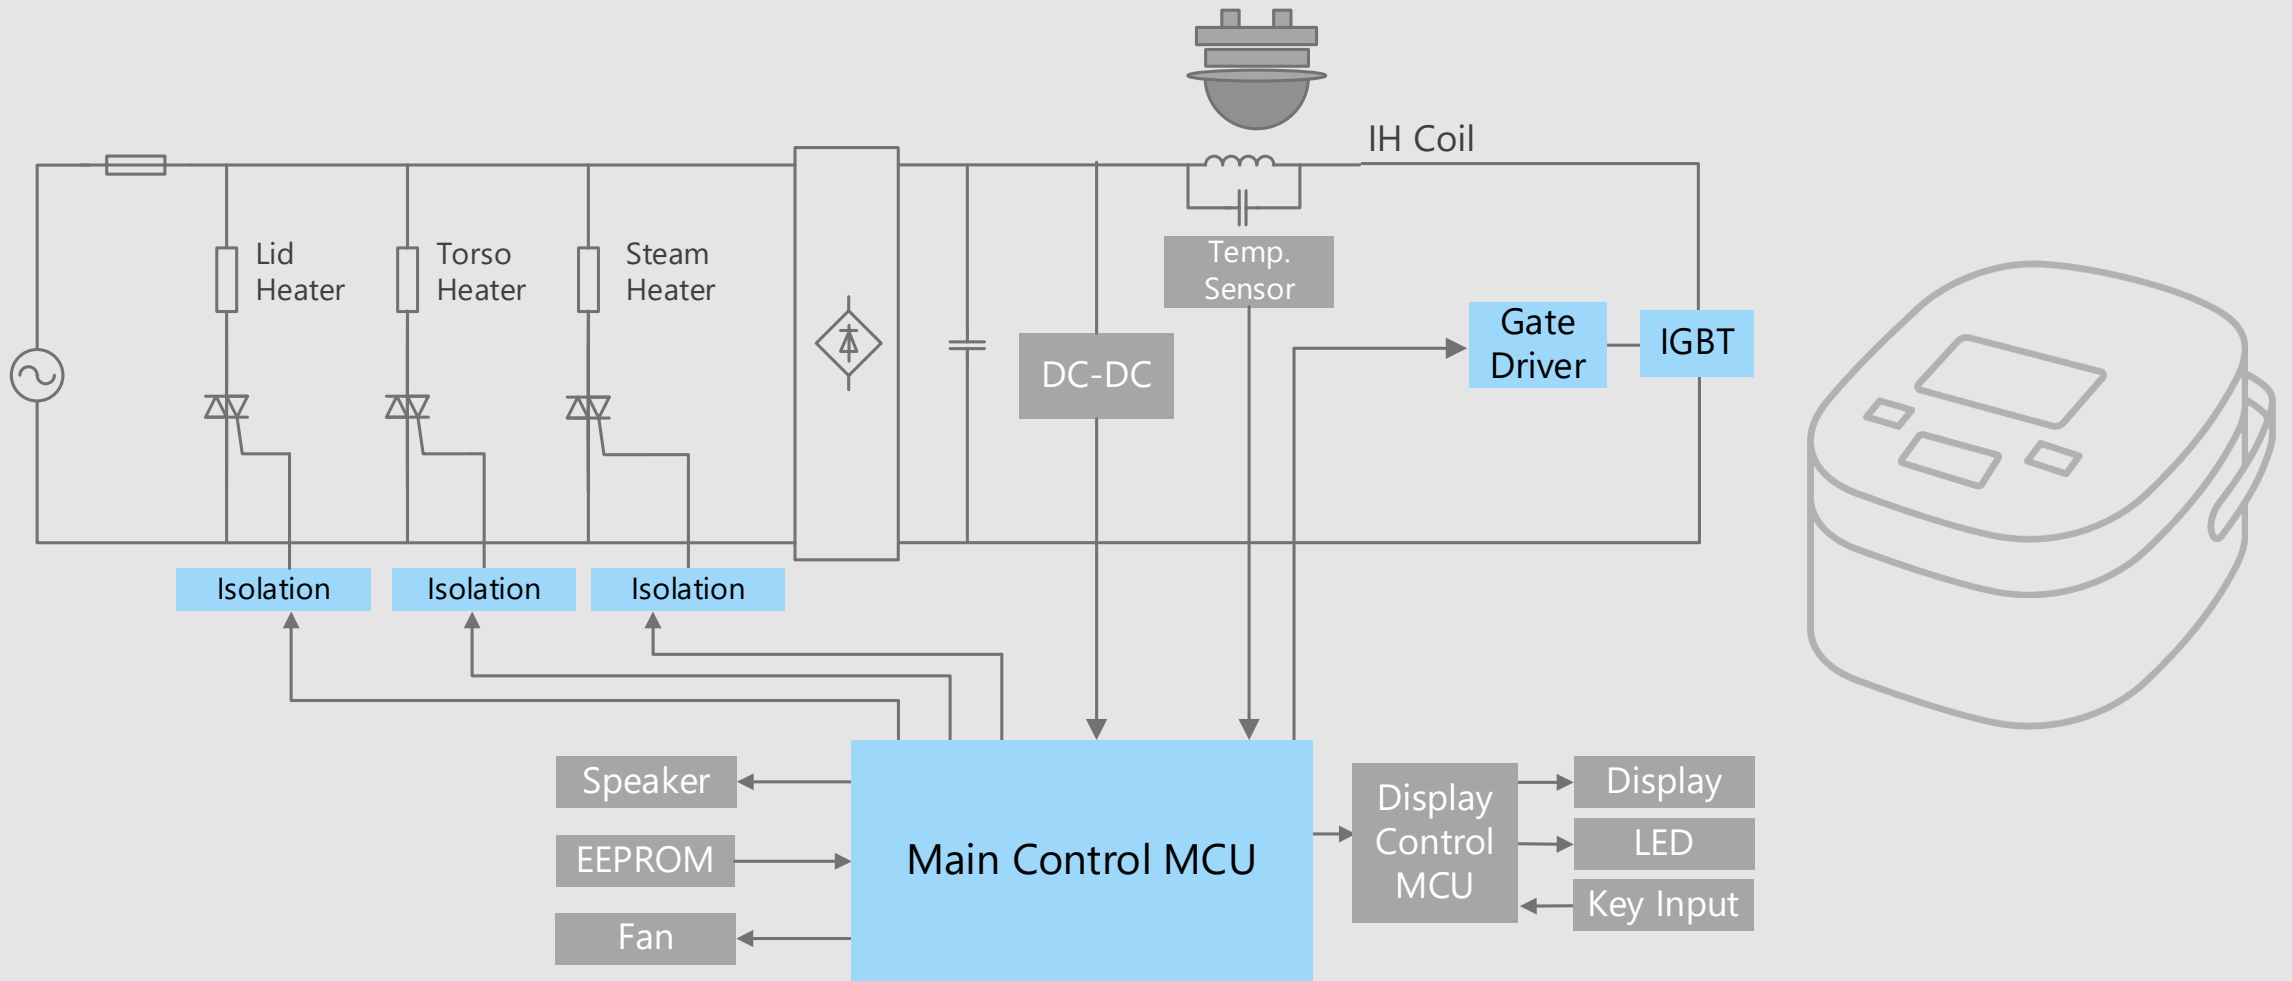 IH Coil
Lid
Heater
Torso
Heater
Steam
Heater
Temp.
Sensor
Gate
Driver
IGBT
DC-DC
Isolation
Isolation
Isolation
Speaker
EEPROM
Fan
Main Control MCU
Display
Control
MCU
Display
LED
Key Input